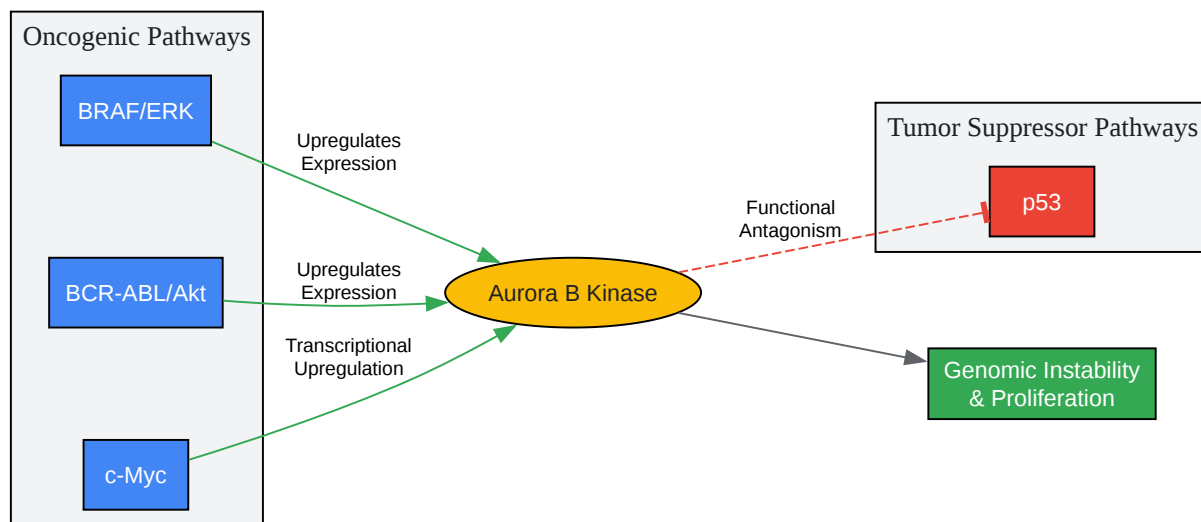 Oncogenic Pathways
BRAF/ERK
Upregulates
Expression
BCR-ABL/Akt
Upregulates
Expression
c-Myc
Transcriptional
Upregulation
Aurora B Kinase
Functional
Antagonism
Tumor Suppressor Pathways
p53
Genomic Instability
& Proliferation